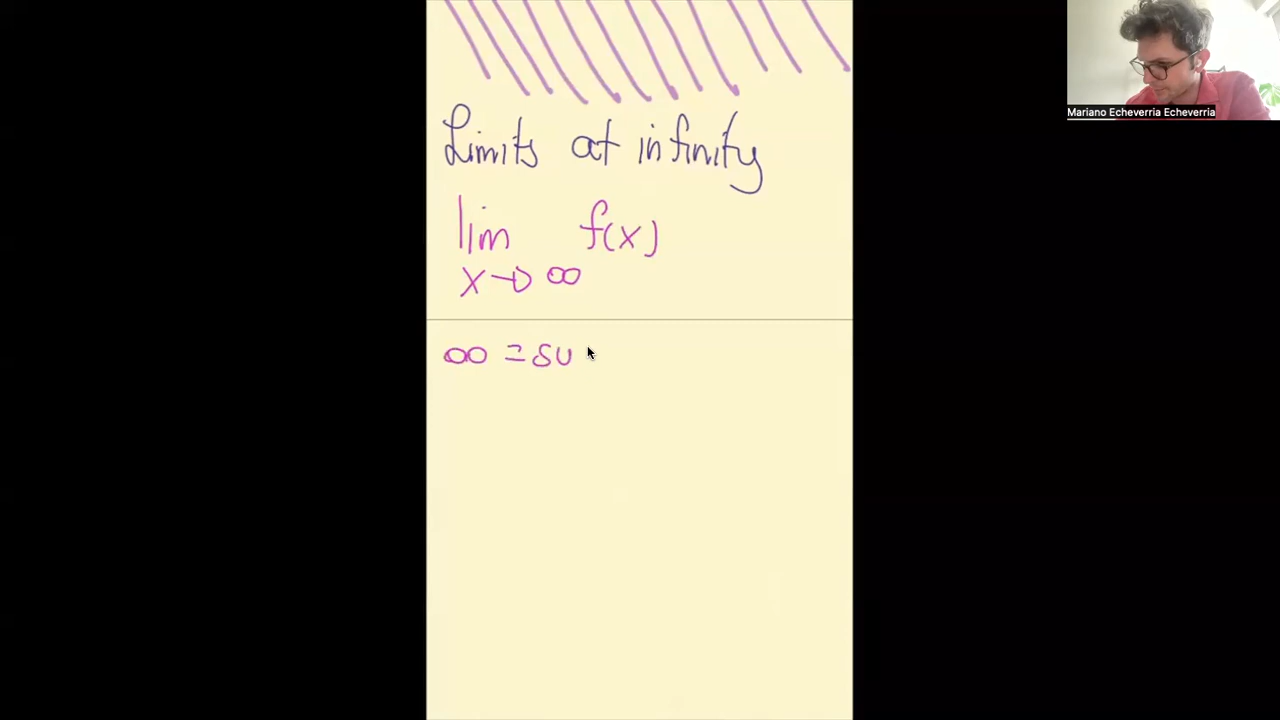 Limits at infinity
lim f(x)
x→∞
∞ = su
Mariano Echeverria Echeverria